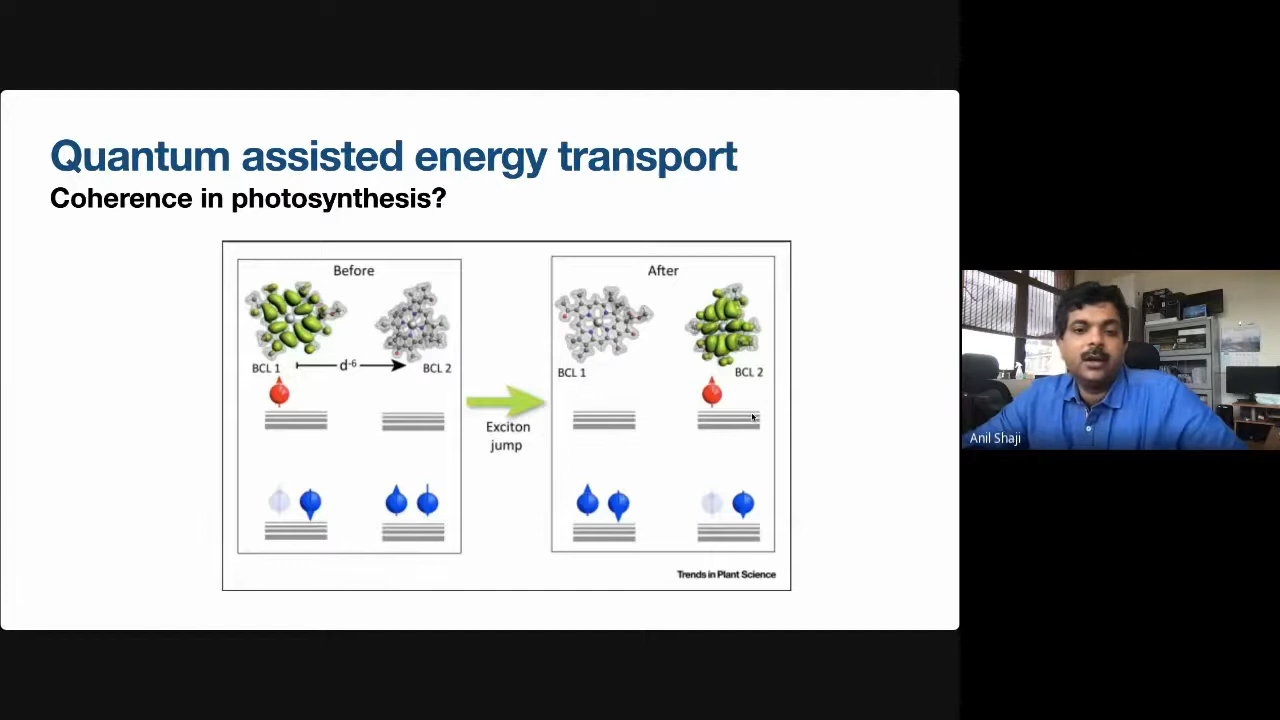 Quantum assisted energy transport
Coherence in photosynthesis?
Before
BCL 1
d-6
BCL 2
Exciton
jump
After
BCL 1
BCL 2
Trends in Plant Science
Anil Shaji